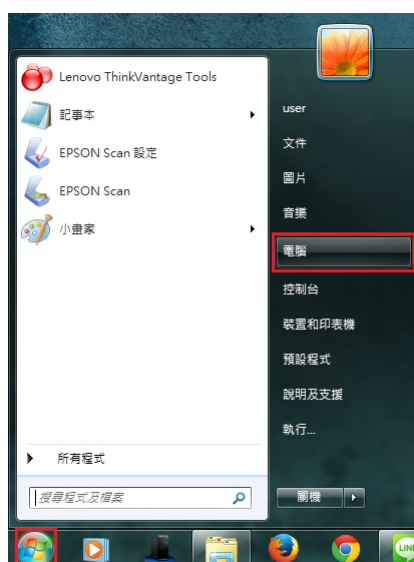 Lenovo ThinkVantage Tools
記事本
EPSON Scan 設定
EPSON Scan
小畫家
所有程式
搜尋程式及檔案
user
文件
圖片
音樂
電腦
控制台
裝置和印表機
預設程式
說明及支援
執行...
關機
LINE